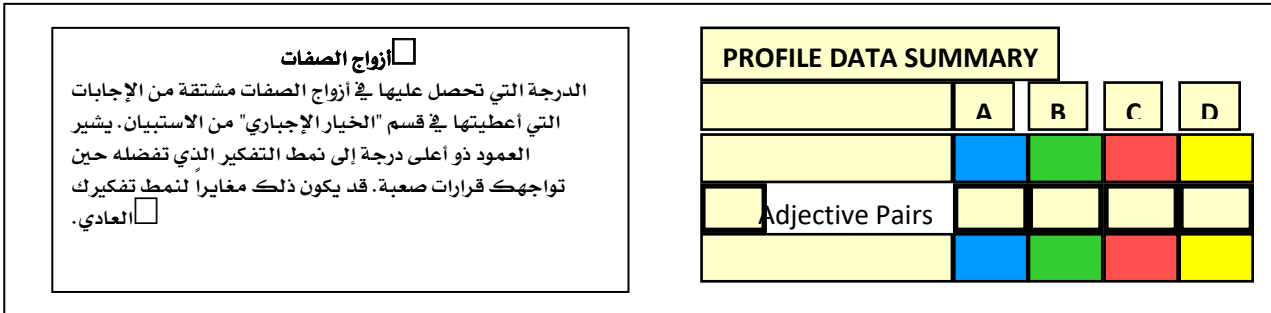 أزواج الصفات
الدرجة التي تحصل عليها في أزواج الصفات مشتقة من الإجابات
التي أعطيتها في قسم "الخيار الإجباري" من الاستبيان. يشير
العمود ذو أعلى درجة إلى نمط التفكير الذي تفضله حين
تواجهك قرارات صعبة. قد يكون ذلك مغايراً لنمط تفكيرك
العادي.
PROFILE DATA SUMMARY
A B C D
Adjective Pairs